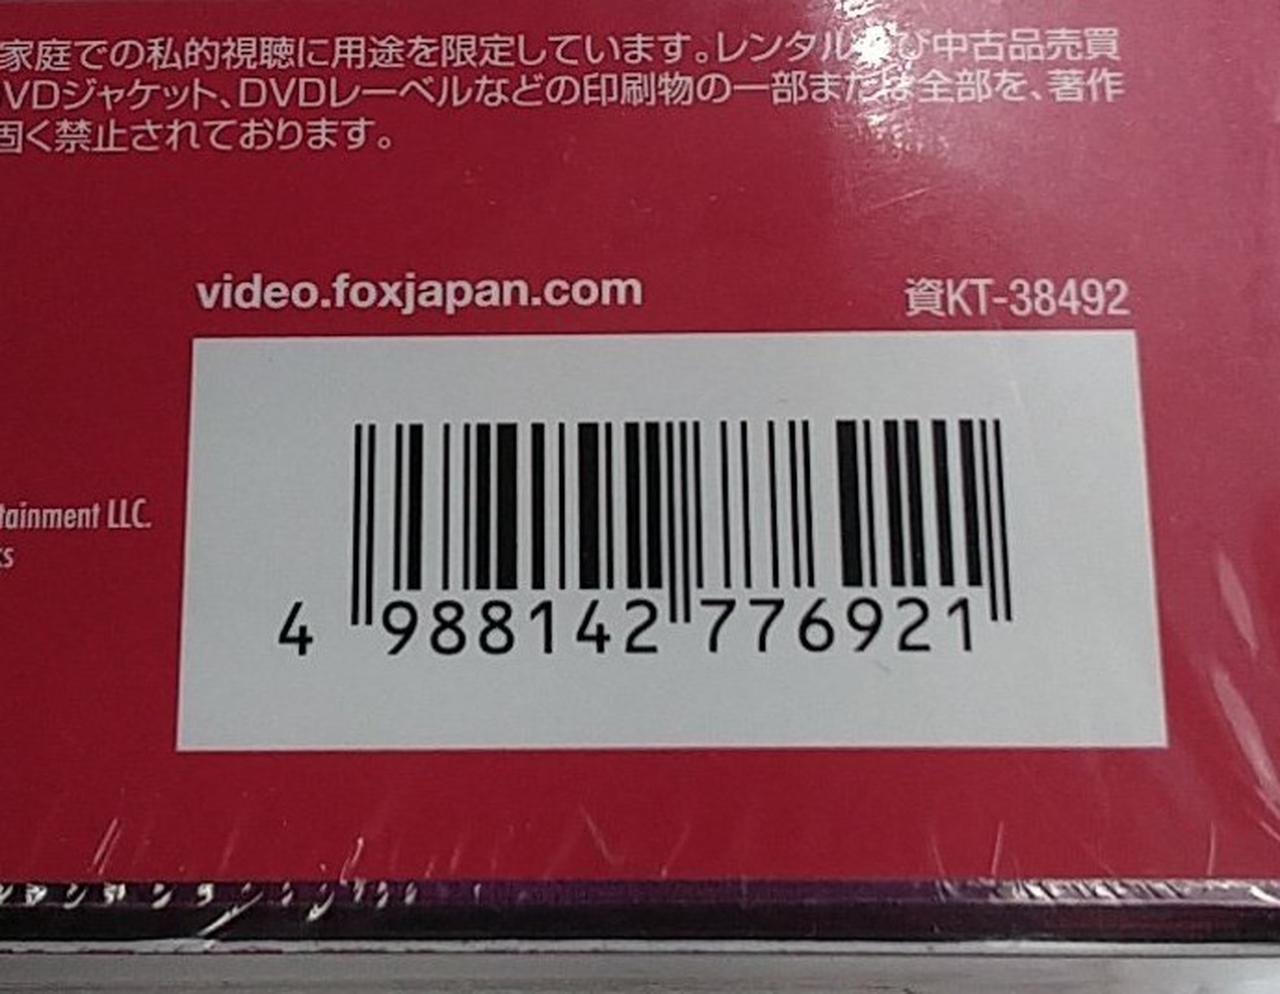 家庭での私的視聴に用途を限定しています。レンタル及び中古品売買
VDジャケット、DVDレーベルなどの印刷物の一部または全部を、著作
固く禁止されております。
video.foxjapan.com
資KT-38492
tainment LLC.
ks
4 988142 776921